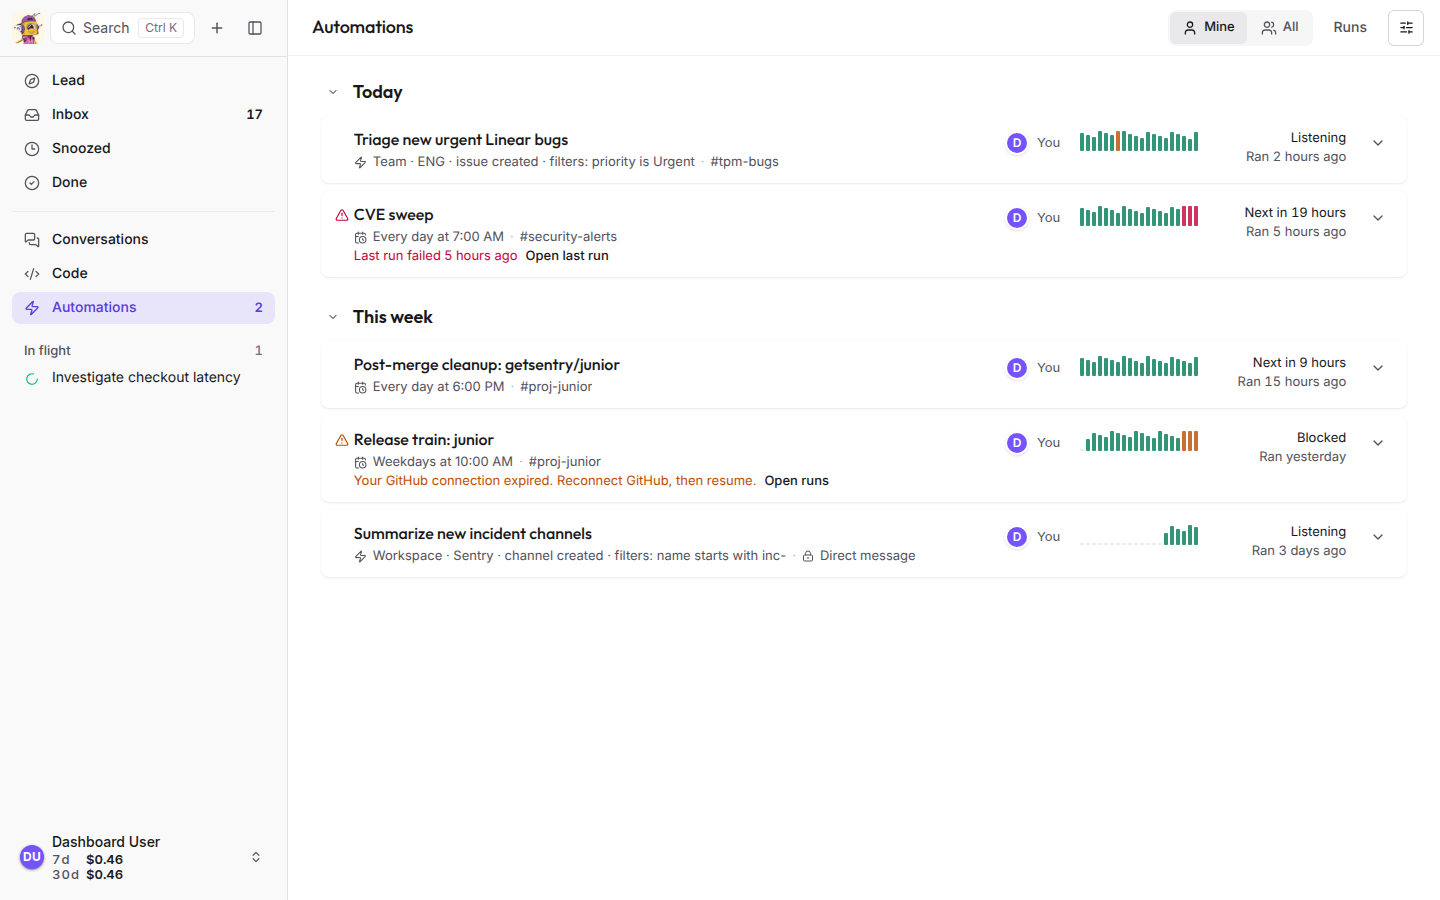 Search Ctrl K
Lead
Inbox 17
Snoozed
Done
Conversations
Code
Automations 2
In flight 1
Investigate checkout latency
DU Dashboard User
7d $0.46
30d $0.46
Automations
Mine All Runs
Today
Triage new urgent Linear bugs
Team · ENG · issue created · filters: priority is Urgent · #tpm-bugs
D You
Listening
Ran 2 hours ago
CVE sweep
Every day at 7:00 AM · #security-alerts
Last run failed 5 hours ago Open last run
D You
Next in 19 hours
Ran 5 hours ago
This week
Post-merge cleanup: getsentry/junior
Every day at 6:00 PM · #proj-junior
D You
Next in 9 hours
Ran 15 hours ago
Release train: junior
Weekdays at 10:00 AM · #proj-junior
Your GitHub connection expired. Reconnect GitHub, then resume. Open runs
D You
Blocked
Ran yesterday
Summarize new incident channels
Workspace · Sentry · channel created · filters: name starts with inc- · Direct message
D You
Listening
Ran 3 days ago